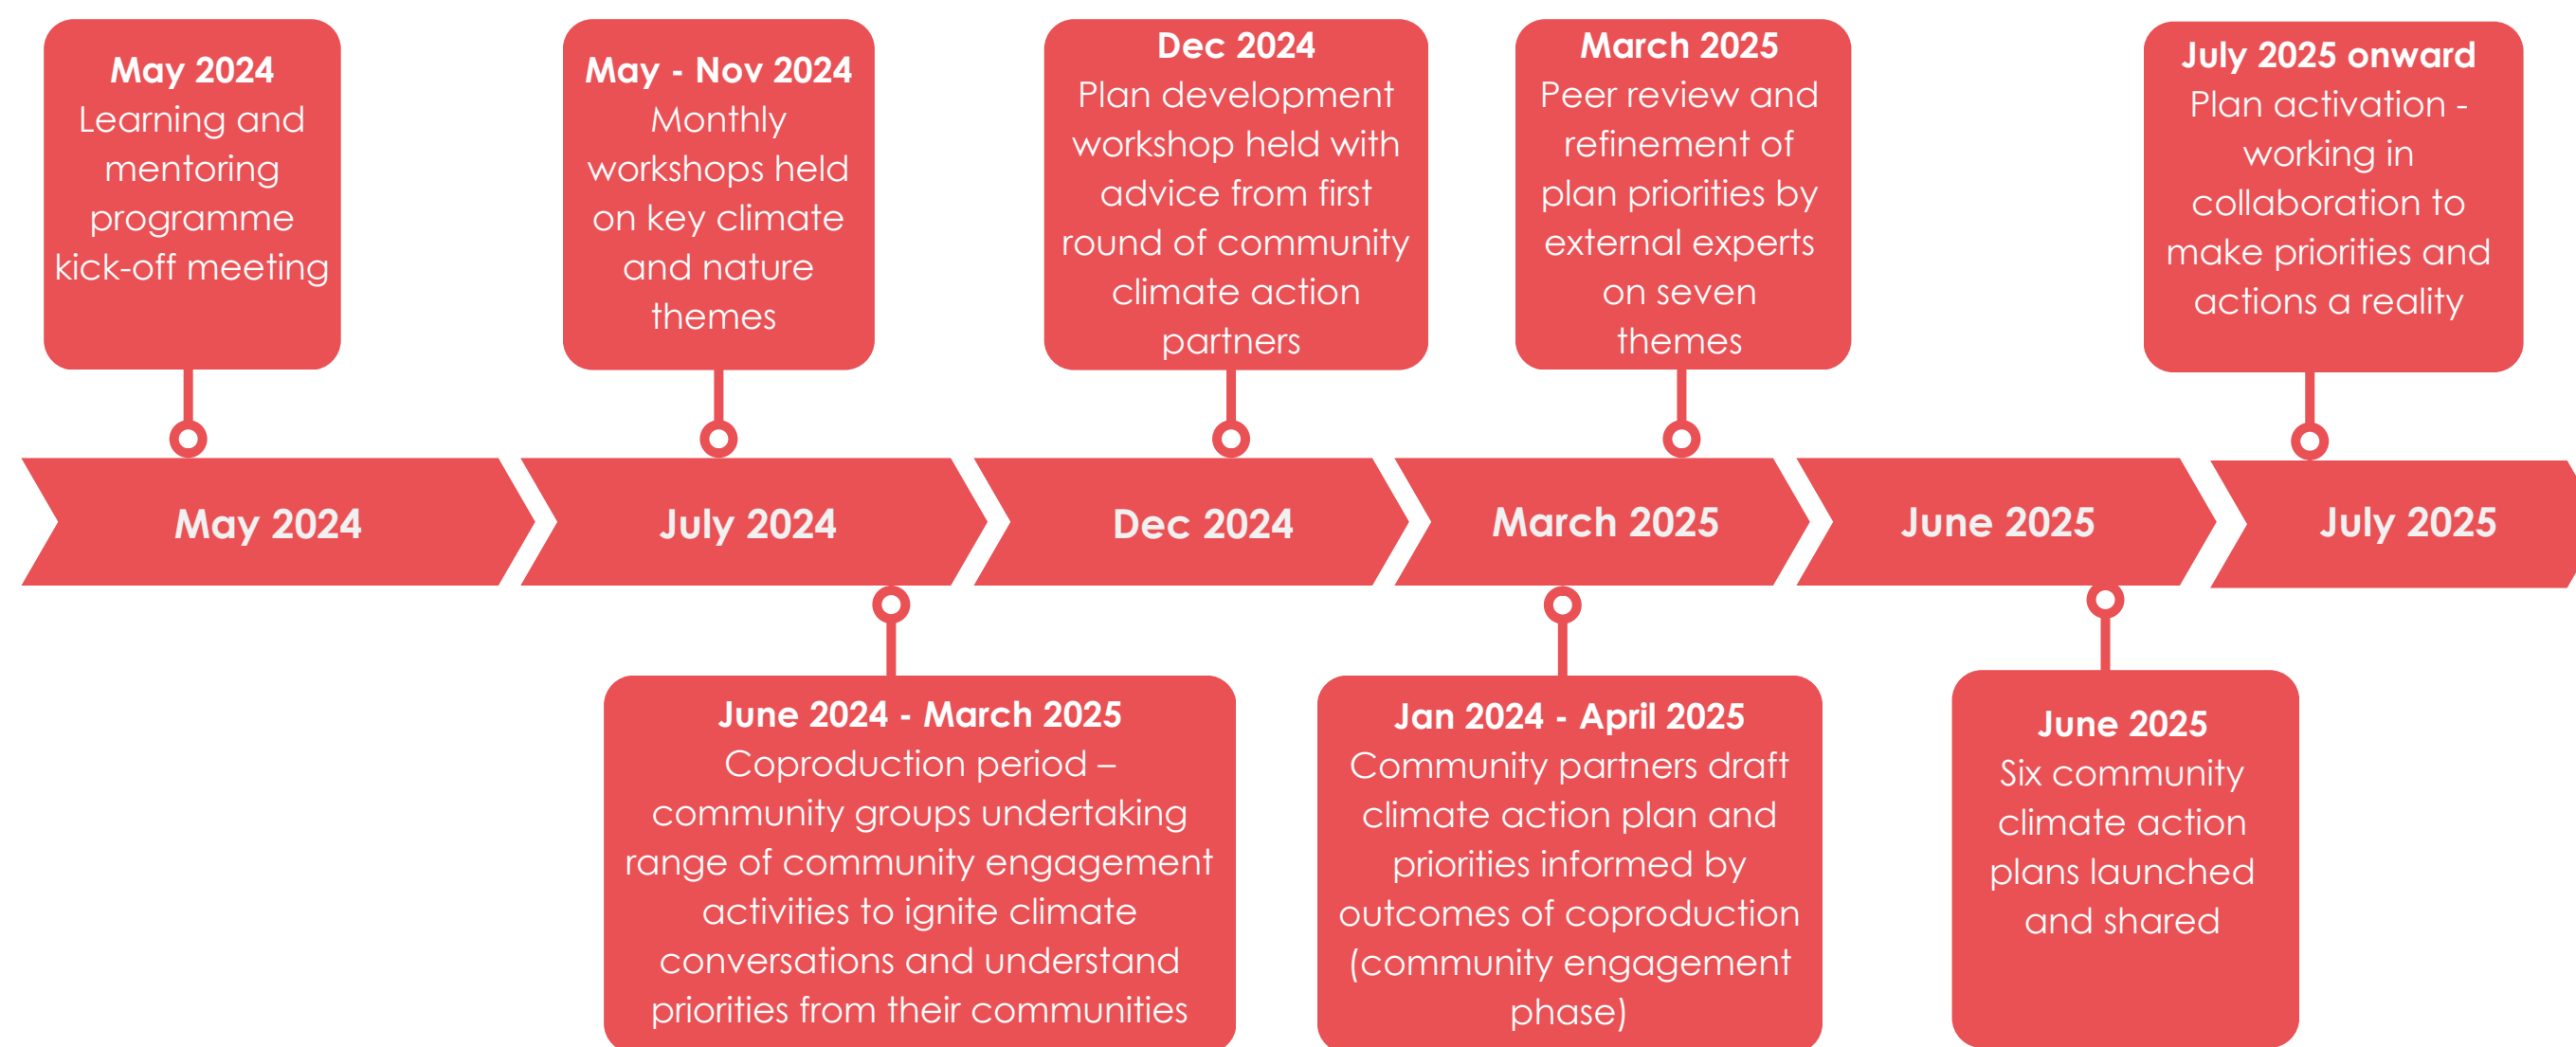 May 2024
Learning and
mentoring
programme
kick-off meeting
May - Nov 2024
Monthly
workshops held
on key climate
and nature
themes
Dec 2024
Plan development
workshop held with
advice from first
round of community
climate action
partners
March 2025
Peer review and
refinement of
plan priorities by
external experts
on seven
themes
July 2025 onward
Plan activation -
working in
collaboration to
make priorities and
actions a reality
May 2024
July 2024
Dec 2024
March 2025
June 2025
July 2025
June 2024 - March 2025
Coproduction period –
community groups undertaking
range of community engagement
activities to ignite climate
conversations and understand
priorities from their communities
Jan 2024 - April 2025
Community partners draft
climate action plan and
priorities informed by
outcomes of coproduction
(community engagement
phase)
June 2025
Six community
climate action
plans launched
and shared